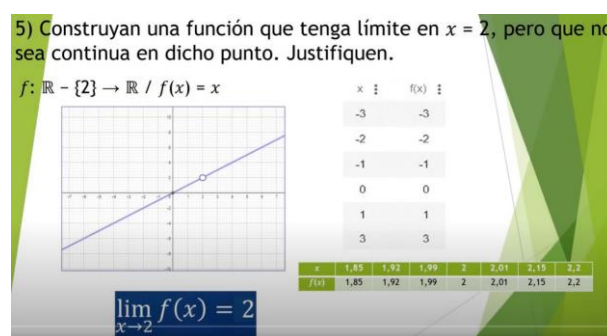 5) Construyan una función que tenga límite en x = 2, pero que no
sea continua en dicho punto. Justifiquen.
f: ℝ – {2} → ℝ / f(x) = x
x ⋮ f(x) ⋮
-3 -3
-2 -2
-1 -1
0 0
1 1
3 3
x 1,85 1,92 1,99 2 2,01 2,15 2,2
f(x) 1,85 1,92 1,99 2 2,01 2,15 2,2
lim f(x) = 2
x→2